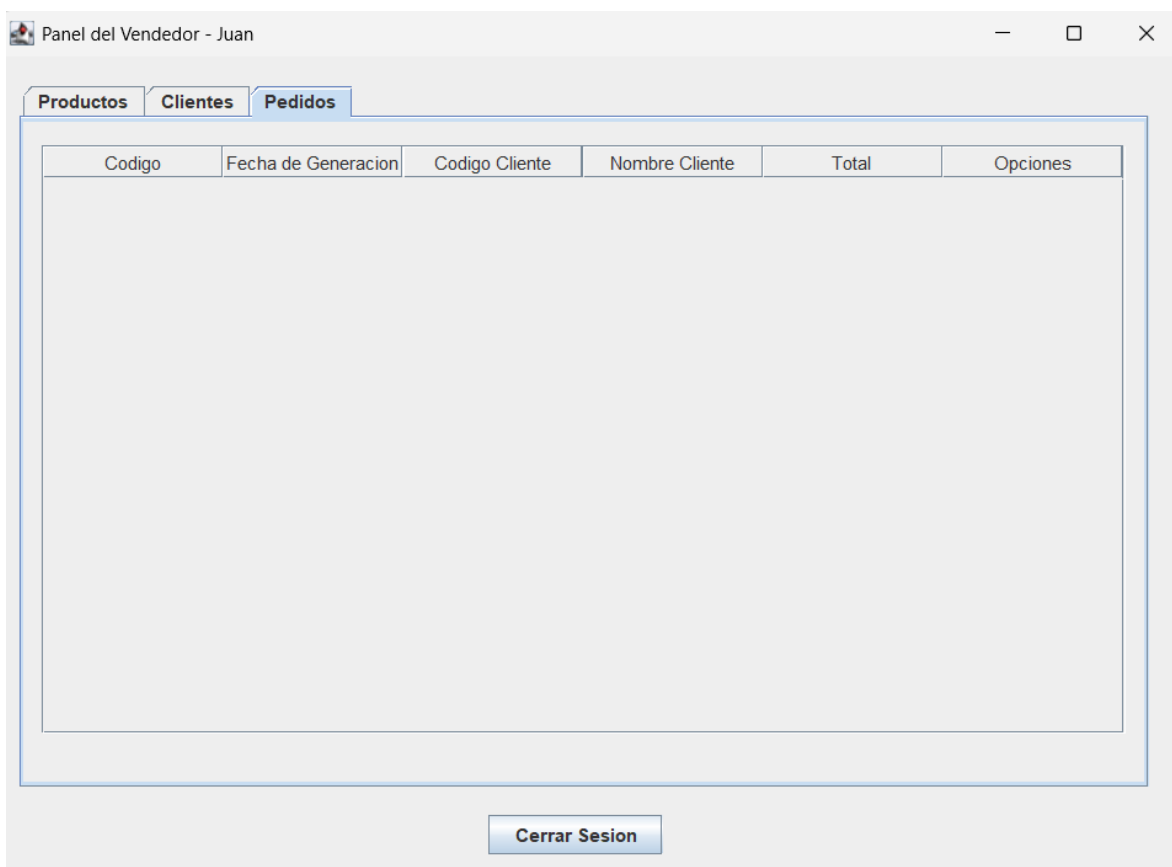 Panel del Vendedor - Juan
Productos Clientes Pedidos
Codigo Fecha de Generacion Codigo Cliente Nombre Cliente Total Opciones
Cerrar Sesion